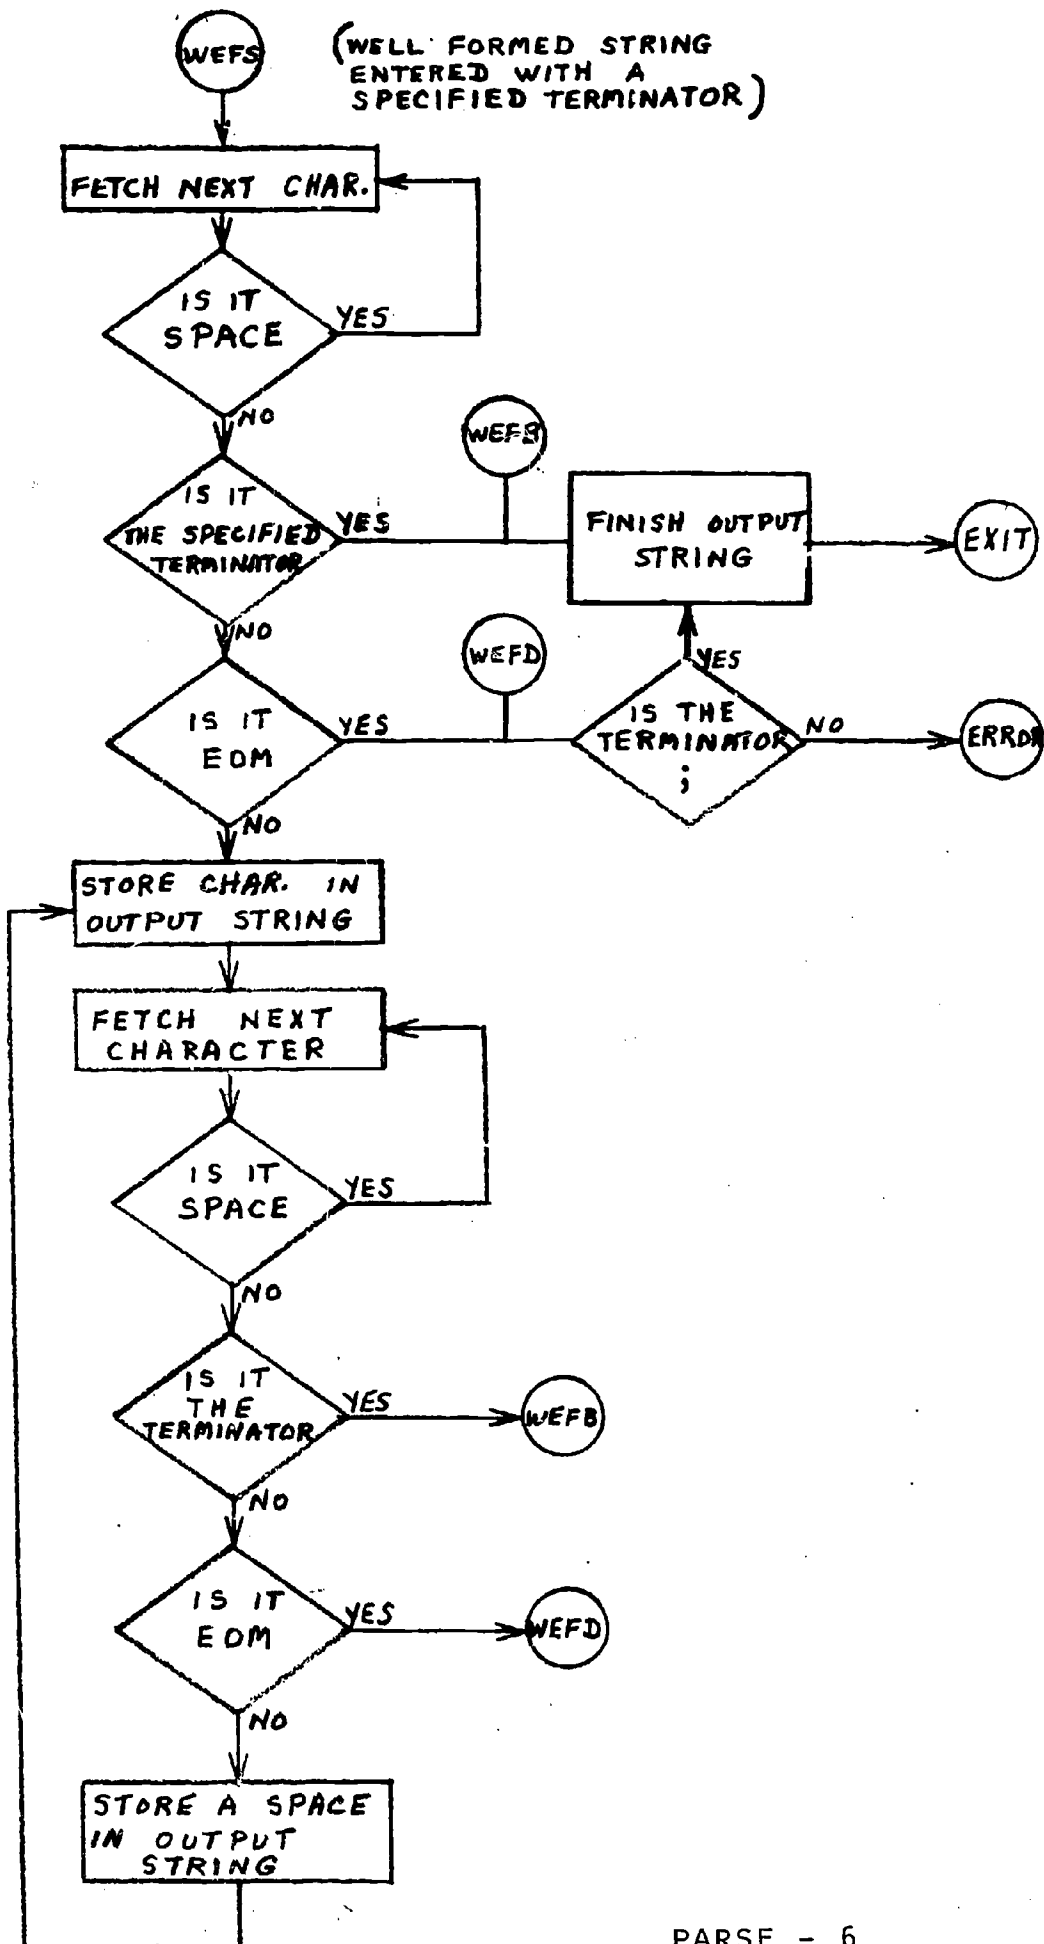 WEFS
(WELL FORMED STRING
ENTERED WITH A
SPECIFIED TERMINATOR)
FETCH NEXT CHAR.
IS IT
SPACE
YES
NO
IS IT
THE SPECIFIED
TERMINATOR
YES
WEFB
FINISH OUTPUT
STRING
EXIT
NO
IS IT
EOM
YES
WEFD
IS THE
TERMINATOR
;
YES
NO
ERROR
NO
STORE CHAR. IN
OUTPUT STRING
FETCH NEXT
CHARACTER
IS IT
SPACE
YES
NO
IS IT
THE
TERMINATOR
YES
WEFB
NO
IS IT
EOM
YES
WEFD
NO
STORE A SPACE
IN OUTPUT
STRING
PARSE - 6